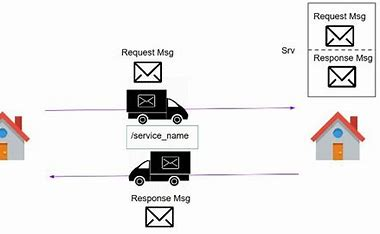 Request Msg
Request Msg
Srv
Response Msg
/service_name
Response Msg